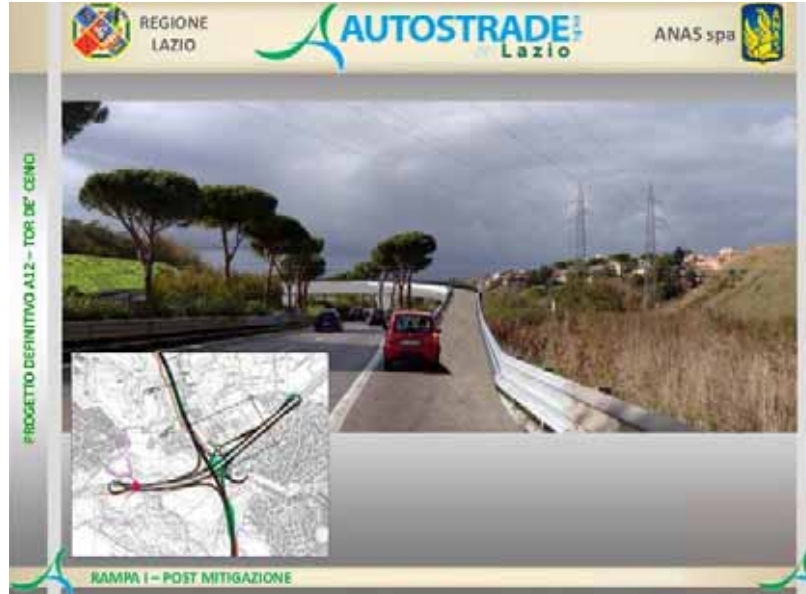 REGIONE
LAZIO
AUTOSTRADE
Lazio
ANAS spa
PROGETTO DEFINITIVO A12 – TOR DE' CENCI
RAMPA I – POST MITIGAZIONE